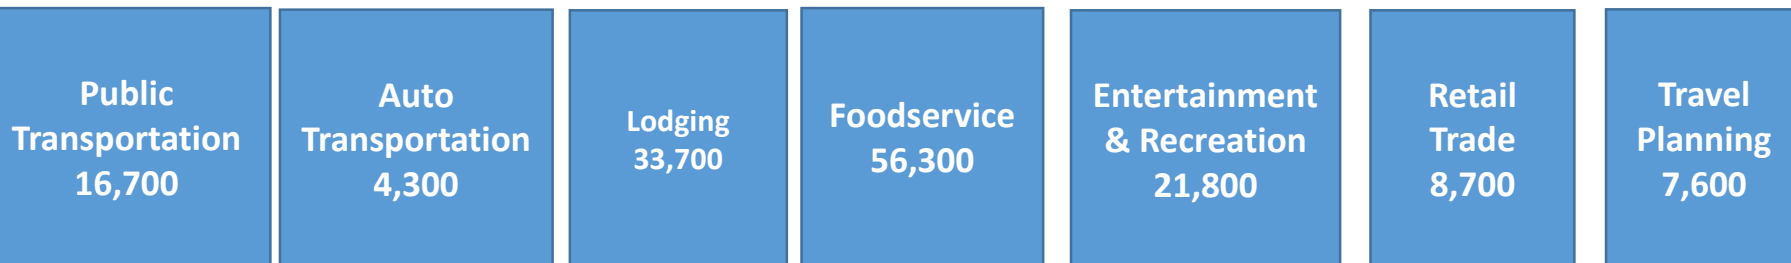 Public
Transportation
16,700
Auto
Transportation
4,300
Lodging
33,700
Foodservice
56,300
Entertainment
& Recreation
21,800
Retail
Trade
8,700
Travel
Planning
7,600